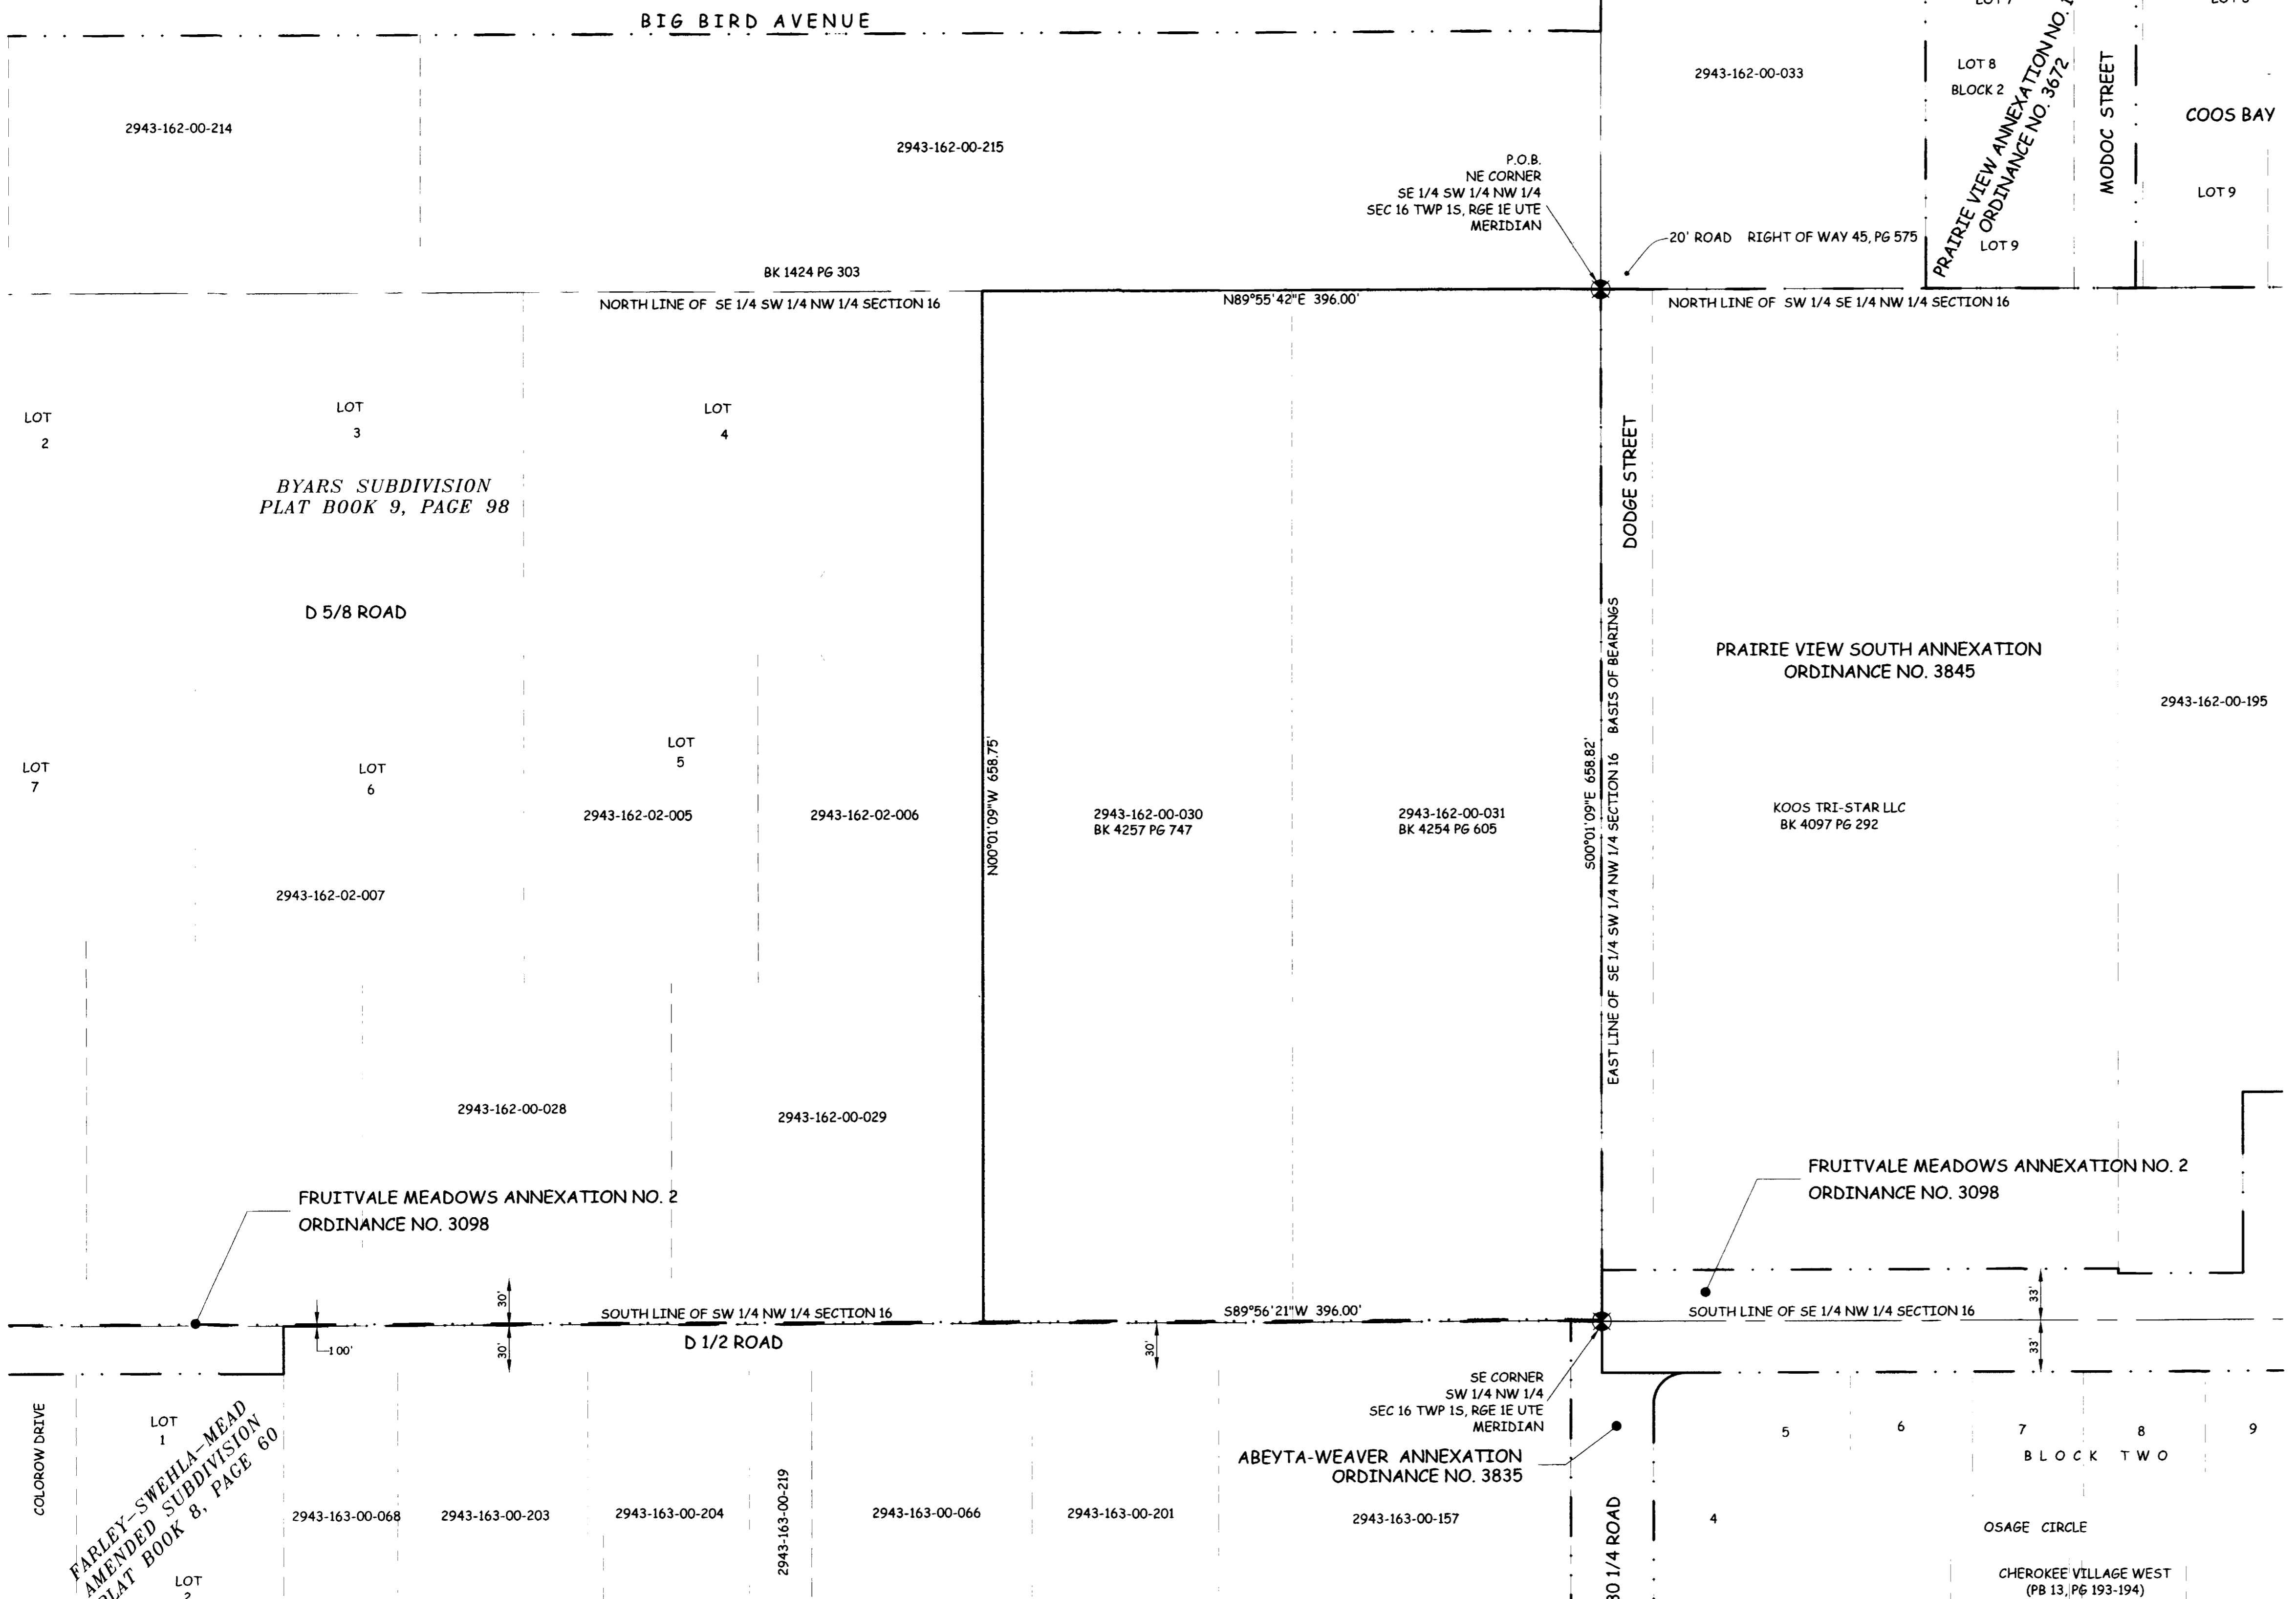 BIG BIRD AVENUE
2943-162-00-214
2943-162-00-215
2943-162-00-033
LOT 8
BLOCK 2
PRAIRIE VIEW ANNEXATION NO.
ORDINANCE NO. 3672
LOT 9
MODOC STREET
COOS BAY
LOT 9
P.O.B.
NE CORNER
SE 1/4 SW 1/4 NW 1/4
SEC 16 TWP 1S, RGE 1E UTE
MERIDIAN
20' ROAD RIGHT OF WAY 45, PG 575
BK 1424 PG 303
NORTH LINE OF SE 1/4 SW 1/4 NW 1/4 SECTION 16
N89°55'42"E 396.00'
NORTH LINE OF SW 1/4 SE 1/4 NW 1/4 SECTION 16
LOT
2
LOT
3
LOT
4
BYARS SUBDIVISION
PLAT BOOK 9, PAGE 98
D 5/8 ROAD
DODGE STREET
EAST LINE OF SE 1/4 SW 1/4 NW 1/4 SECTION 16 BASIS OF BEARINGS
PRAIRIE VIEW SOUTH ANNEXATION
ORDINANCE NO. 3845
2943-162-00-195
LOT
7
LOT
6
LOT
5
2943-162-02-005
2943-162-02-006
N00°01'09"W 658.75'
2943-162-00-030
BK 4257 PG 747
2943-162-00-031
BK 4254 PG 605
S00°01'09"E 658.82'
KOOS TRI-STAR LLC
BK 4097 PG 292
2943-162-02-007
2943-162-00-028
2943-162-00-029
FRUITVALE MEADOWS ANNEXATION NO. 2
ORDINANCE NO. 3098
FRUITVALE MEADOWS ANNEXATION NO. 2
ORDINANCE NO. 3098
30'
SOUTH LINE OF SW 1/4 NW 1/4 SECTION 16
S89°56'21"W 396.00'
SOUTH LINE OF SE 1/4 NW 1/4 SECTION 16
33'
1 00'
30'
D 1/2 ROAD
30'
33'
SE CORNER
SW 1/4 NW 1/4
SEC 16 TWP 1S, RGE 1E UTE
MERIDIAN
ABEYTA-WEAVER ANNEXATION
ORDINANCE NO. 3835
COLOROW DRIVE
LOT
1
FARLEY-SWEHLA-MEAD
AMENDED SUBDIVISION
PLAT BOOK 8, PAGE 60
LOT
2
2943-163-00-068
2943-163-00-203
2943-163-00-204
2943-163-00-219
2943-163-00-066
2943-163-00-201
2943-163-00-157
30 1/4 ROAD
5
6
7
8
9
BLOCK TWO
4
OSAGE CIRCLE
CHEROKEE VILLAGE WEST
(PB 13, PG 193-194)